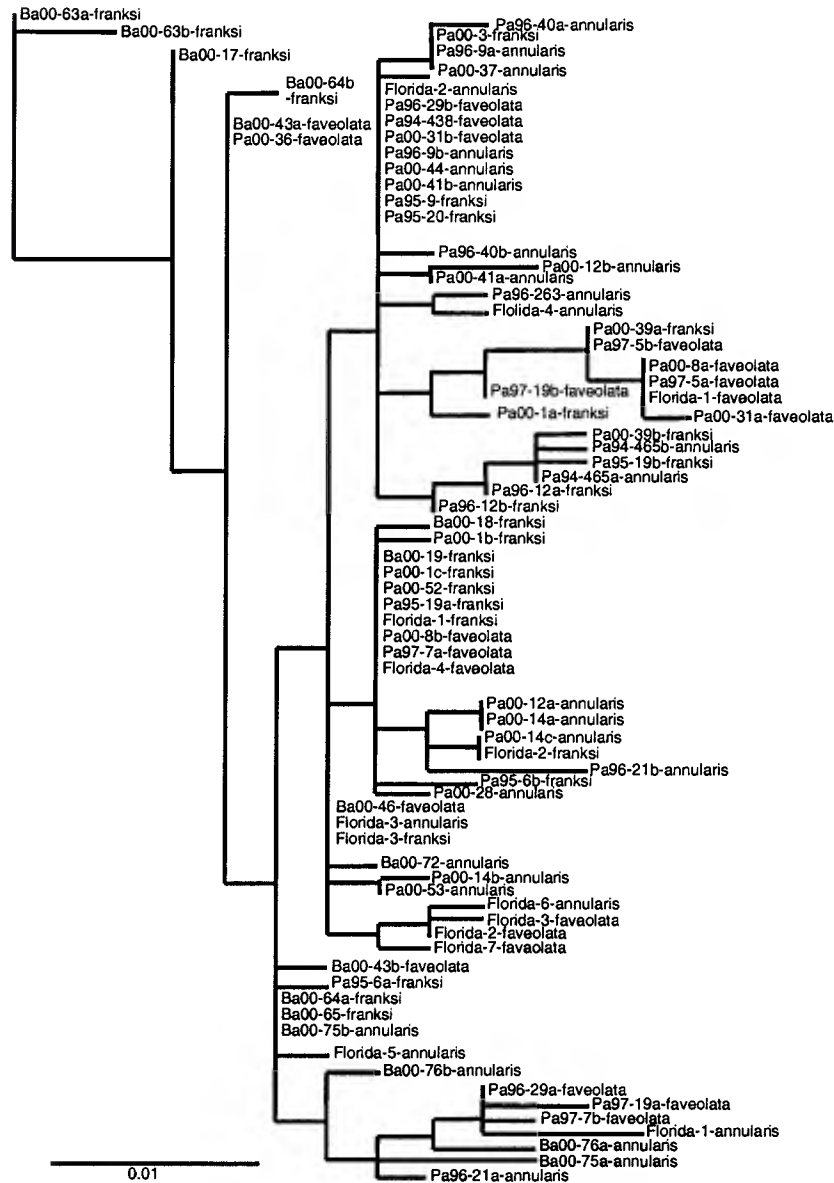 Ba00-63a-franksi
Ba00-63b-franksi
Ba00-17-franksi
Ba00-64b
-franksi
Ba00-43a-faveolata
Pa00-36-faveolata
Pa96-40a-annularis
Pa00-3-franksi
Pa96-9a-annularis
Pa00-37-annularis
Florida-2-annularis
Pa96-29b-faveolata
Pa94-438-faveolata
Pa00-31b-faveolata
Pa96-9b-annularis
Pa00-44-annularis
Pa00-41b-annularis
Pa95-9-franksi
Pa95-20-franksi
Pa96-40b-annularis
Pa00-12b-annularis
Pa00-41a-annularis
Pa96-263-annularis
Flolida-4-annularis
Pa00-39a-franksi
Pa97-5b-faveolata
Pa00-8a-faveolata
Pa97-5a-faveolata
Florida-1-faveolata
Pa00-31a-faveolata
Pa97-19b-faveolata
Pa00-1a-franksi
Pa00-39b-franksi
Pa94-465b-annularis
Pa95-19b-franksi
Pa94-465a-annularis
Pa96-12a-franksi
Pa96-12b-franksi
Ba00-18-franksi
Pa00-1b-franksi
Ba00-19-franksi
Pa00-1c-franksi
Pa00-52-franksi
Pa95-19a-franksi
Florida-1-franksi
Pa00-8b-faveolata
Pa97-7a-faveolata
Florida-4-faveolata
Pa00-12a-annularis
Pa00-14a-annularis
Pa00-14c-annularis
Florida-2-franksi
Pa96-21b-annularis
Pa95-6b-franksi
Pa00-28-annularis
Ba00-46-faveolata
Florida-3-annularis
Florida-3-franksi
Ba00-72-annularis
Pa00-14b-annularis
Pa00-53-annularis
Florida-6-annularis
Florida-3-faveolata
Florida-2-faveolata
Florida-7-faveolata
Ba00-43b-faveolata
Pa95-6a-franksi
Ba00-64a-franksi
Ba00-65-franksi
Ba00-75b-annularis
Florida-5-annularis
Ba00-76b-annularis
Pa96-29a-faveolata
Pa97-19a-faveolata
Pa97-7b-faveolata
Florida-1-annularis
Ba00-76a-annularis
Ba00-75a-annularis
Pa96-21a-annularis
0.01